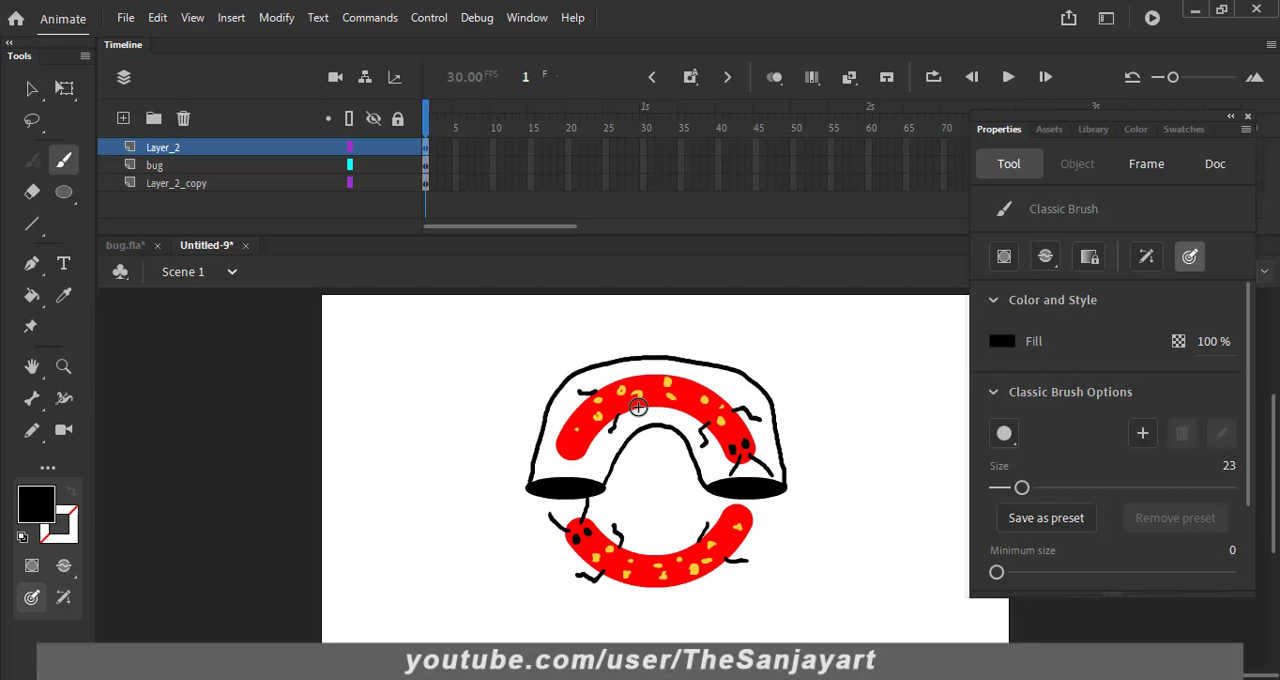 Animate File Edit View Insert Modify Text Commands Control Debug Window Help
Tools
Timeline
30.00 FPS 1 F
1s 2s 3s
5 10 15 20 25 30 35 40 45 50 55 60 65 70
Layer_2
bug
Layer_2_copy
bug.fla* Untitled-9*
Scene 1
Properties Assets Library Color Swatches
Tool Object Frame Doc
Classic Brush
Color and Style
Fill 100 %
Classic Brush Options
Size 23
Save as preset Remove preset
Minimum size 0
youtube.com/user/TheSanjayart